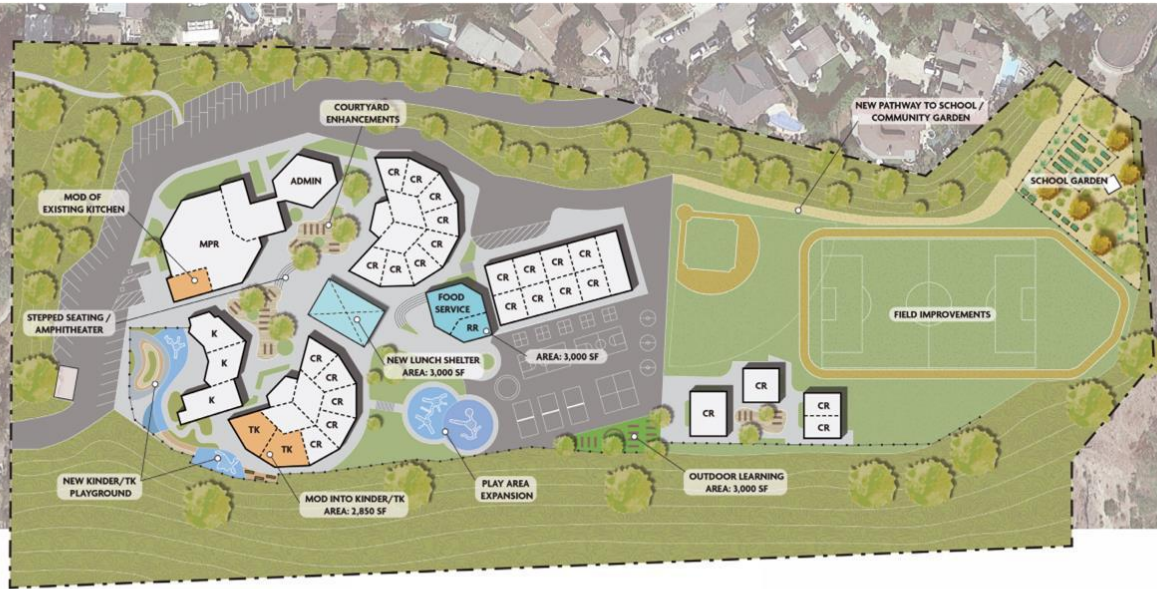 COURTYARD
ENHANCEMENTS
NEW PATHWAY TO SCHOOL /
COMMUNITY GARDEN
MOD OF
EXISTING KITCHEN
ADMIN
CR
CR
CR
CR
CR
CR
CR
CR
SCHOOL GARDEN
MPR
CR
CR
CR
CR
CR
CR
CR
CR
STEPPED SEATING /
AMPHITHEATER
FOOD
SERVICE
RR
FIELD IMPROVEMENTS
K
K
K
NEW LUNCH SHELTER
AREA: 3,000 SF
AREA: 3,000 SF
CR
CR
CR
CR
CR
TK
TK
CR
CR
CR
CR
NEW KINDER/TK
PLAYGROUND
MOD INTO KINDER/TK
AREA: 2,850 SF
PLAY AREA
EXPANSION
OUTDOOR LEARNING
AREA: 3,000 SF